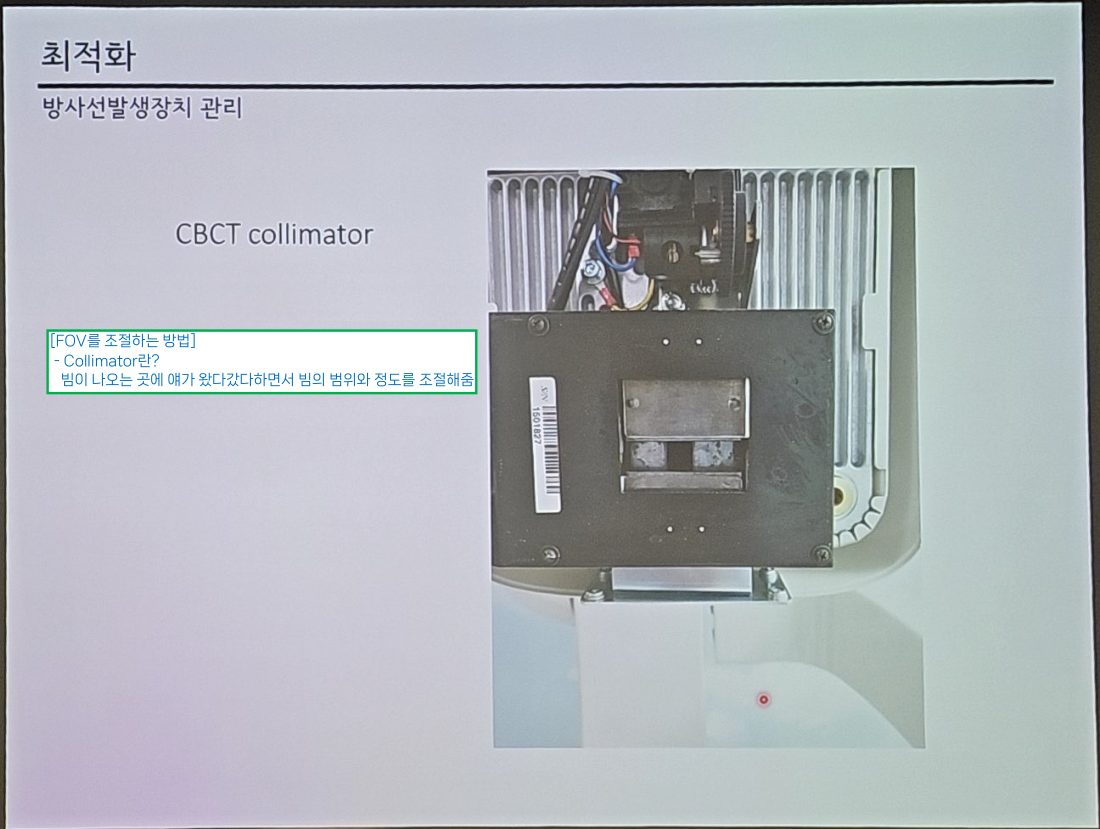 최적화
방사선발생장치 관리
CBCT collimator
[FOV를 조절하는 방법]
- Collimator란?
빔이 나오는 곳에 얘가 왔다갔다하면서 빔의 범위와 정도를 조절해줌
S/N
1501827